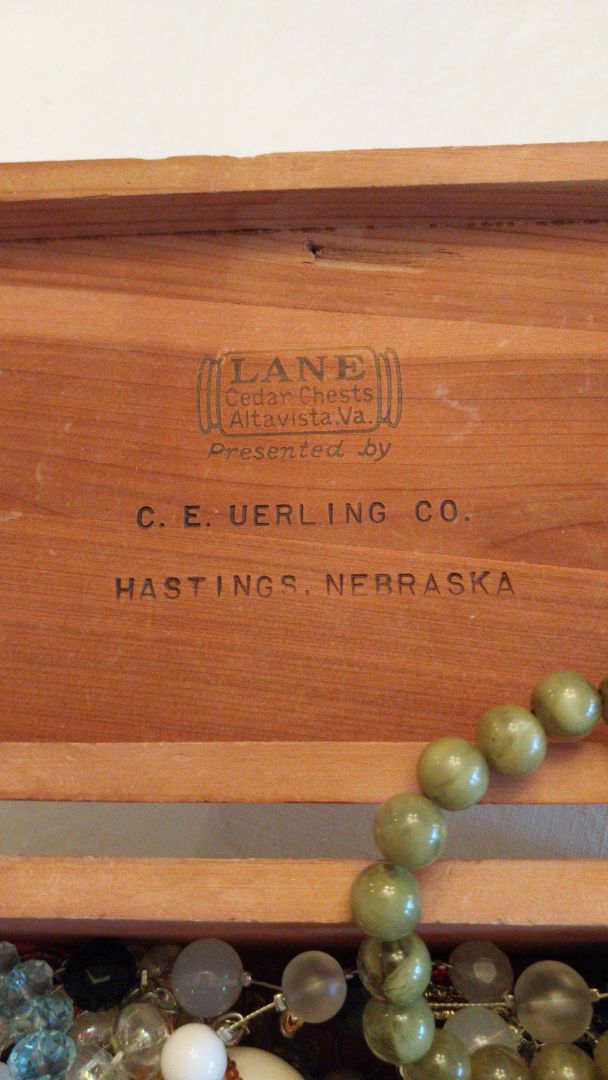 LANE
Cedar Chests
Altavista.Va.
Presented by
C. E. UERLING CO.
HASTINGS, NEBRASKA